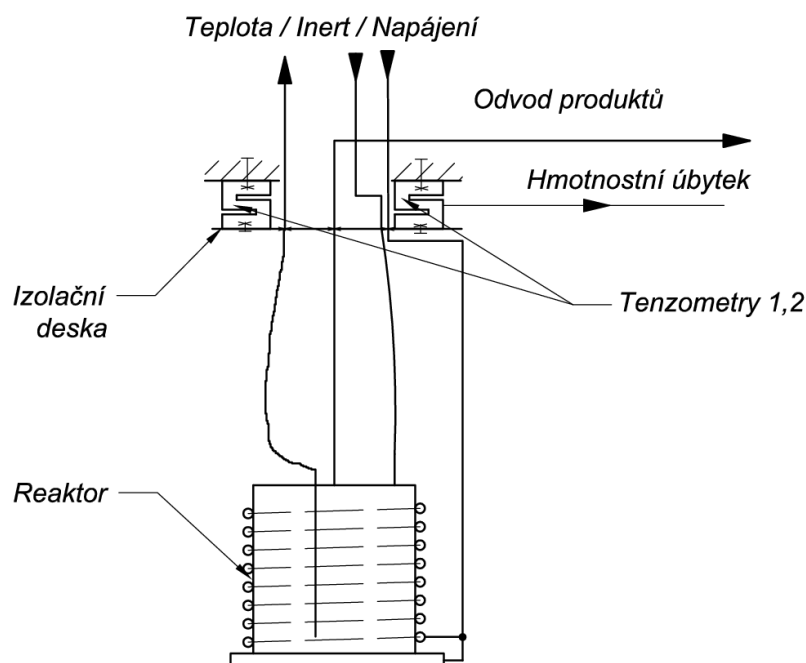 Teplota / Inert / Napájení
Odvod produktů
Hmotnostní úbytek
Izolační
deska
Tenzometry 1,2
Reaktor